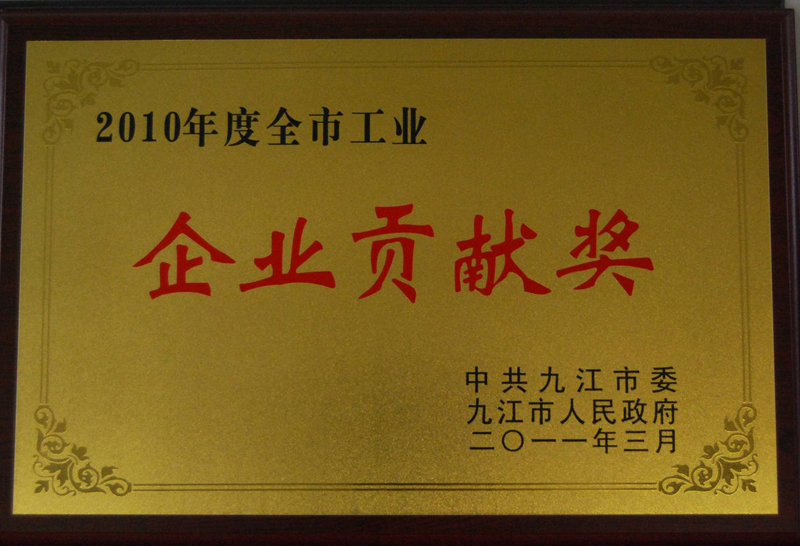 2010年度全市工业
企业贡献奖
中共九江市委
九江市人民政府
二〇一一年三月